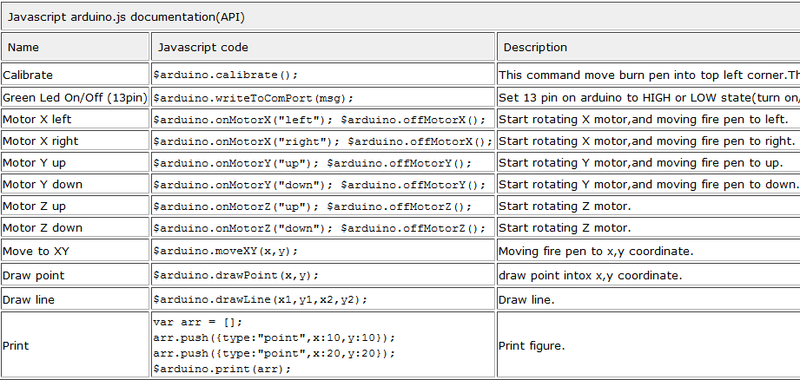 Javascript arduino.js documentation(API)
Name Javascript code Description
Calibrate $arduino.calibrate(); This command move burn pen into top left corner.Th
Green Led On/Off (13pin) $arduino.writeToComPort(msg); Set 13 pin on arduino to HIGH or LOW state(turn on/
Motor X left $arduino.onMotorX("left"); $arduino.offMotorX(); Start rotating X motor,and moving fire pen to left.
Motor X right $arduino.onMotorX("right"); $arduino.offMotorX(); Start rotating X motor,and moving fire pen to right.
Motor Y up $arduino.onMotorY("up"); $arduino.offMotorY(); Start rotating Y motor,and moving fire pen to up.
Motor Y down $arduino.onMotorY("down"); $arduino.offMotorY(); Start rotating Y motor,and moving fire pen to down.
Motor Z up $arduino.onMotorZ("up"); $arduino.offMotorZ(); Start rotating Z motor.
Motor Z down $arduino.onMotorZ("down"); $arduino.offMotorZ(); Start rotating Z motor.
Move to XY $arduino.moveXY(x,y); Moving fire pen to x,y coordinate.
Draw point $arduino.drawPoint(x,y); draw point intox x,y coordinate.
Draw line $arduino.drawLine(x1,y1,x2,y2); Draw line.
Print
var arr = [];
arr.push({type:"point",x:10,y:10});
arr.push({type:"point",x:20,y:20});
$arduino.print(arr);
Print figure.